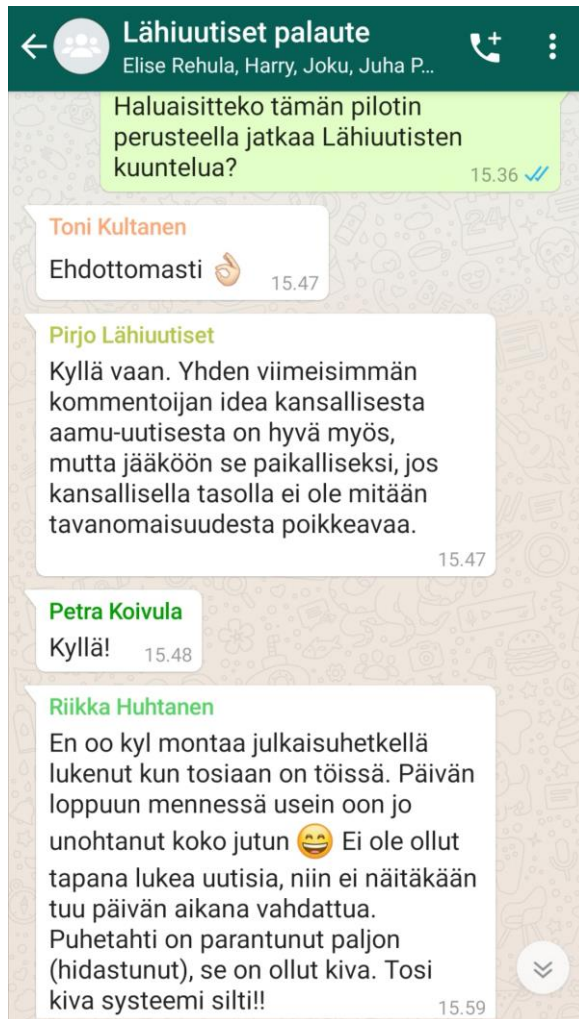 Lähiuutiset palaute
Elise Rehula, Harry, Joku, Juha P...
Haluaisitteko tämän pilotin
perusteella jatkaa Lähiuutisten
kuuntelua?
15.36
Toni Kultanen
Ehdottomasti 👌
15.47
Pirjo Lähiuutiset
Kyllä vaan. Yhden viimeisimmän
kommentoijan idea kansallisesta
aamu-uutisesta on hyvä myös,
mutta jääköön se paikalliseksi, jos
kansallisella tasolla ei ole mitään
tavanomaisuudesta poikkeavaa.
15.47
Petra Koivula
Kyllä!
15.48
Riikka Huhtanen
En oo kyl montaa julkaisuhetkellä
lukenut kun tosiaan on töissä. Päivän
loppuun mennessä usein oon jo
unohtanut koko jutun 😄 Ei ole ollut
tapana lukea uutisia, niin ei näitäkään
tuu päivän aikana vahdattua.
Puhetahti on parantunut paljon
(hidastunut), se on ollut kiva. Tosi
kiva systeemi silti!!
15.59